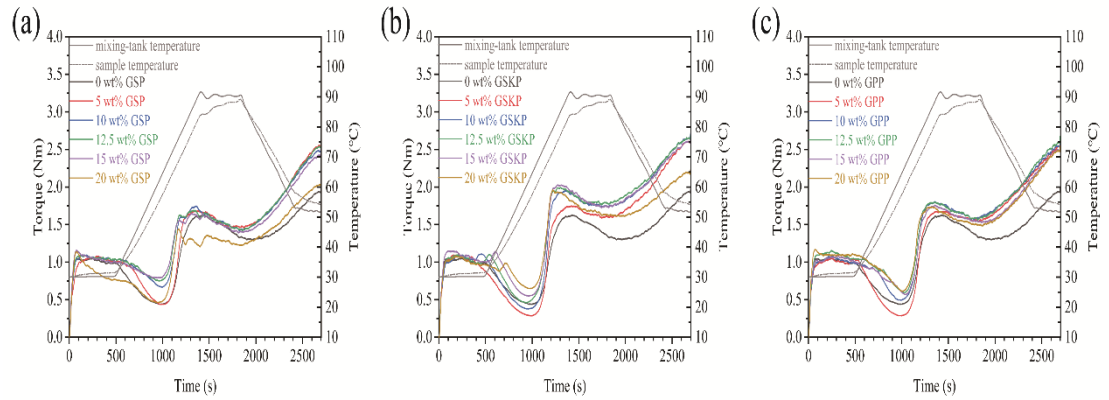 (a)
mixing-tank temperature
sample temperature
0 wt% GSP
5 wt% GSP
10 wt% GSP
12.5 wt% GSP
15 wt% GSP
20 wt% GSP
4.0
3.5
3.0
2.5
2.0
1.5
1.0
0.5
0.0
Torque (Nm)
110
100
90
80
70
60
50
40
30
20
10
Temperature (°C)
0 500 1000 1500 2000 2500
Time (s)
(b)
mixing-tank temperature
sample temperature
0 wt% GSKP
5 wt% GSKP
10 wt% GSKP
12.5 wt% GSKP
15 wt% GSKP
20 wt% GSKP
4.0
3.5
3.0
2.5
2.0
1.5
1.0
0.5
0.0
Torque (Nm)
110
100
90
80
70
60
50
40
30
20
10
Temperature (°C)
0 500 1000 1500 2000 2500
Time (s)
(c)
mixing-tank temperature
sample temperature
0 wt% GPP
5 wt% GPP
10 wt% GPP
12.5 wt% GPP
15 wt% GPP
20 wt% GPP
4.0
3.5
3.0
2.5
2.0
1.5
1.0
0.5
0.0
Torque (Nm)
110
100
90
80
70
60
50
40
30
20
10
Temperature (°C)
0 500 1000 1500 2000 2500
Time (s)